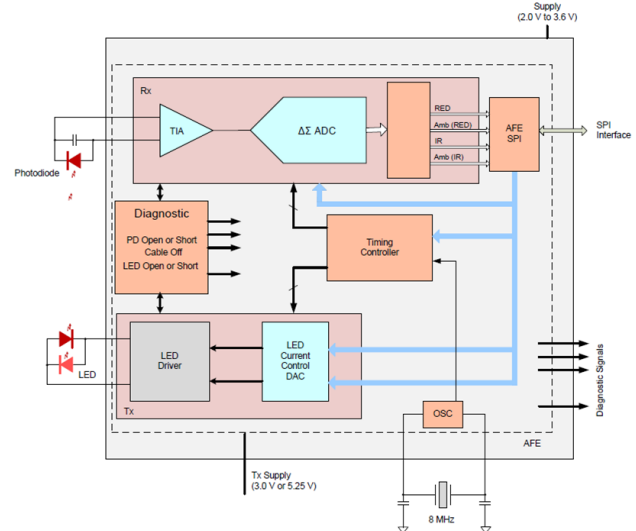 Supply
(2.0 V to 3.6 V)
Rx
TIA
ΔΣ ADC
RED
Amb (RED)
IR
Amb (IR)
AFE
SPI
SPI
Interface
Photodiode
Diagnostic
PD Open or Short
Cable Off
LED Open or Short
Timing
Controller
LED
Driver
LED
Current
Control
DAC
LED
Tx
OSC
AFE
Diagnostic Signals
Tx Supply
(3.0 V or 5.25 V)
8 MHz